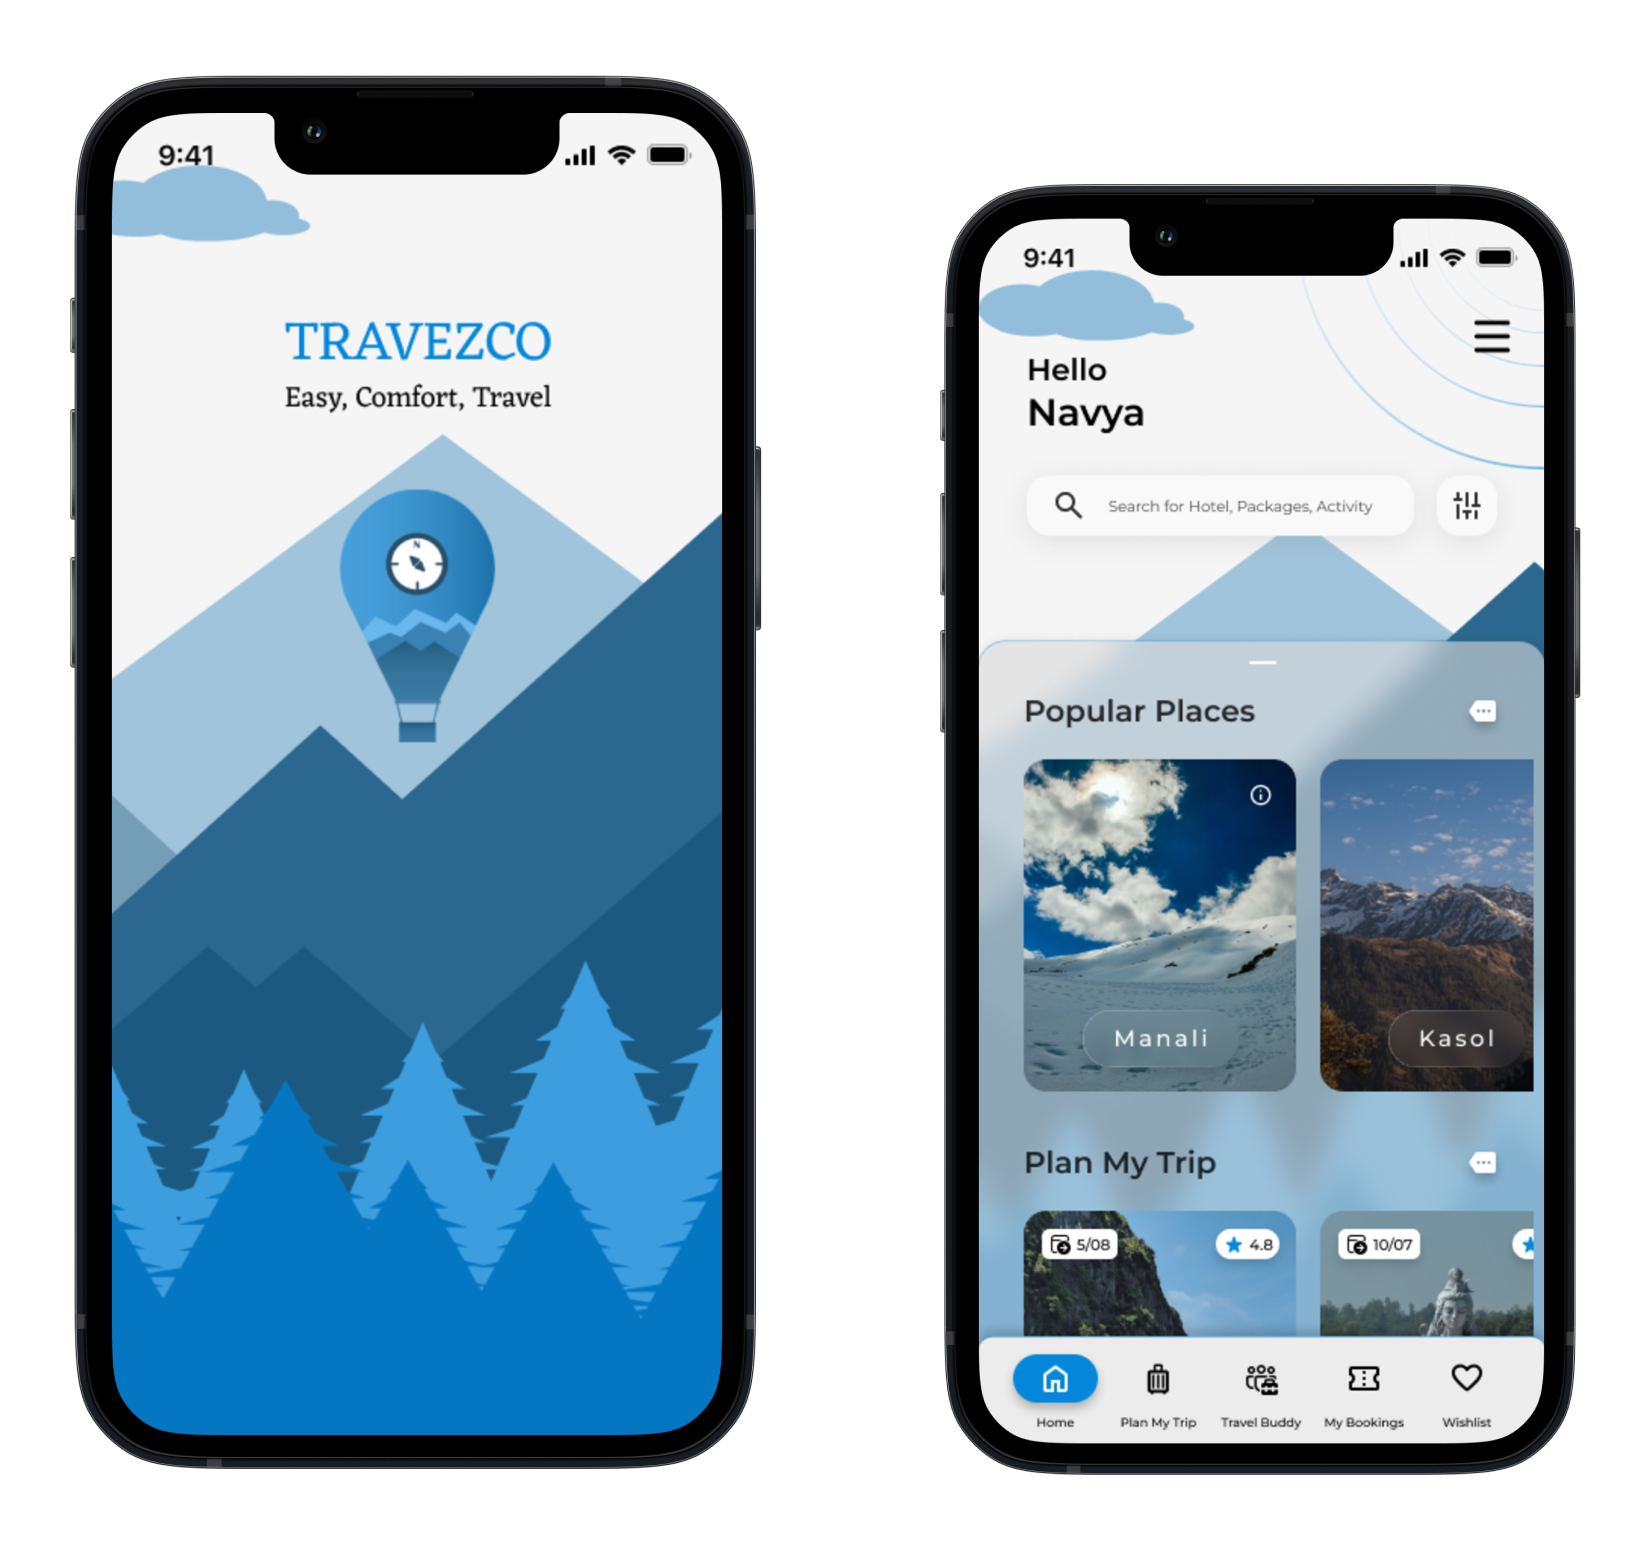 9:41
TRAVEZCO
Easy, Comfort, Travel
N
9:41
Hello
Navya
Search for Hotel, Packages, Activity
Popular Places
Manali
Kasol
Plan My Trip
5/08
4.8
10/07
Home
Plan My Trip
Travel Buddy
My Bookings
Wishlist